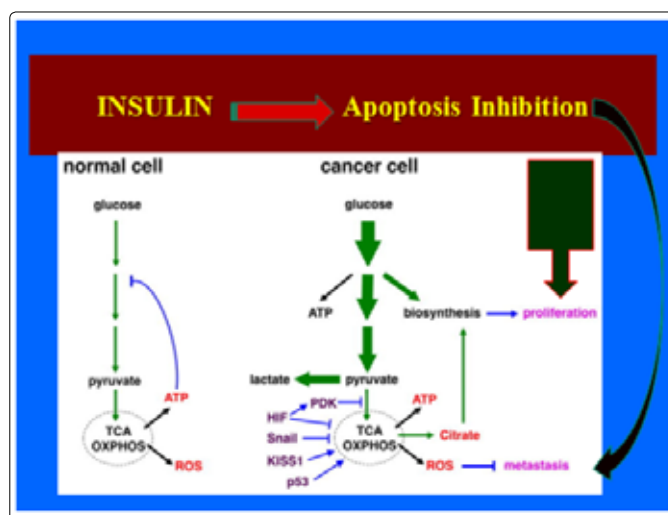 INSULIN
Apoptosis Inhibition
normal cell
cancer cell
glucose
pyruvate
ATP
TCA
OXPHOS
ROS
glucose
ATP
biosynthesis
proliferation
lactate
pyruvate
PDK
ATP
HIF
Snail
TCA
OXPHOS
Citrate
KISS1
ROS
metastasis
p53